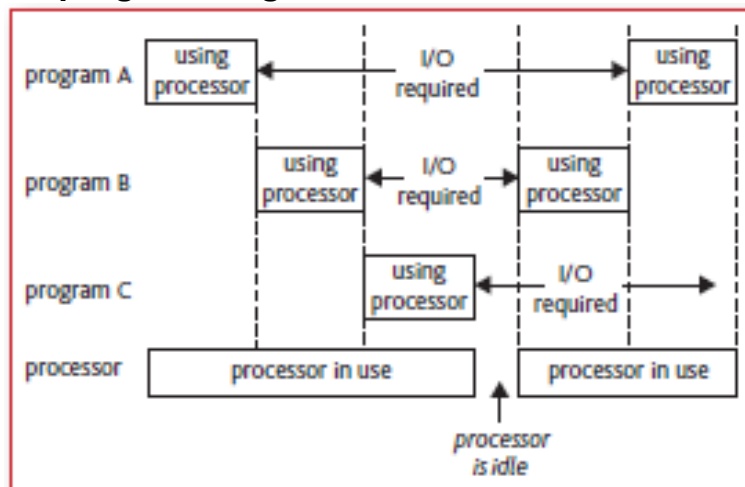 using
processor
I/O
required
using
processor
program A
using
processor
I/O
required
using
processor
program B
using
processor
I/O
required
program C
processor
processor in use
processor in use
processor
is idle